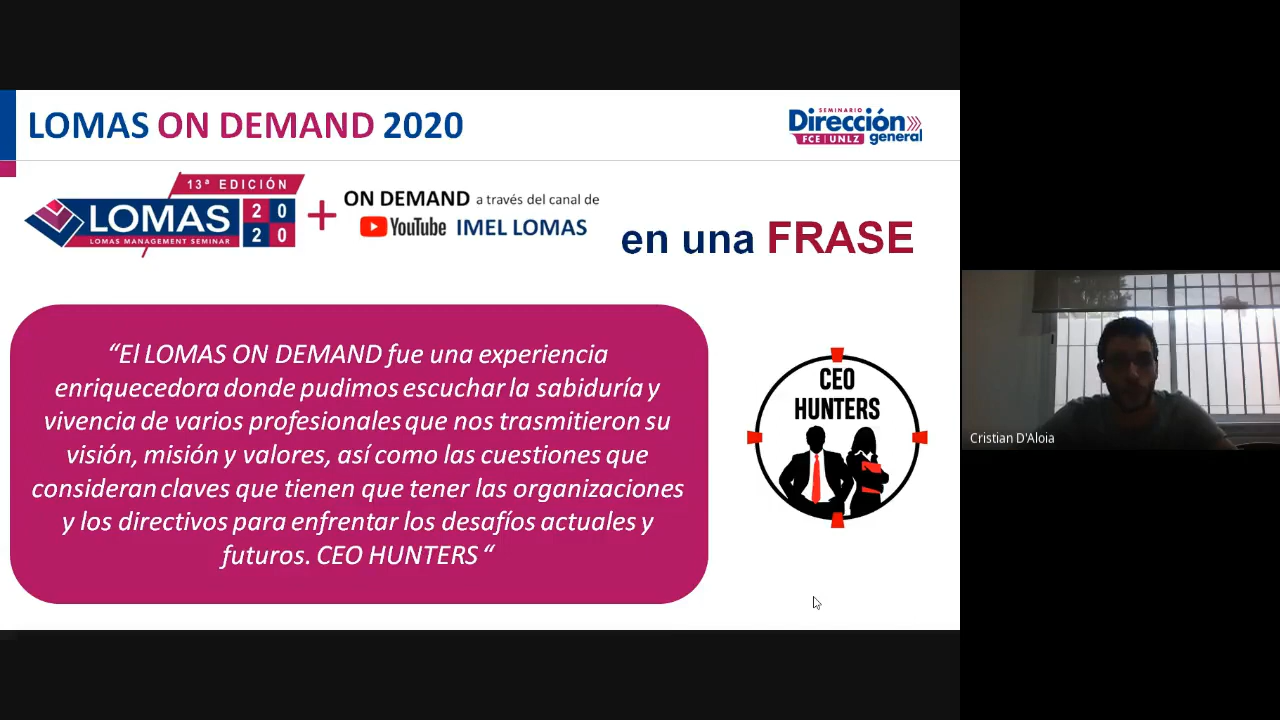 LOMAS ON DEMAND 2020
SEMINARIO
Dirección
FCE | UNLZ general
13ª EDICIÓN
LOMAS 20
20
LOMAS MANAGEMENT SEMINAR
+
ON DEMAND a través del canal de
YouTube IMEL LOMAS
en una FRASE
“El LOMAS ON DEMAND fue una experiencia
enriquecedora donde pudimos escuchar la sabiduría y
vivencia de varios profesionales que nos trasmitieron su
visión, misión y valores, así como las cuestiones que
consideran claves que tienen que tener las organizaciones
y los directivos para enfrentar los desafíos actuales y
futuros. CEO HUNTERS “
CEO
HUNTERS
Cristian D'Aloia